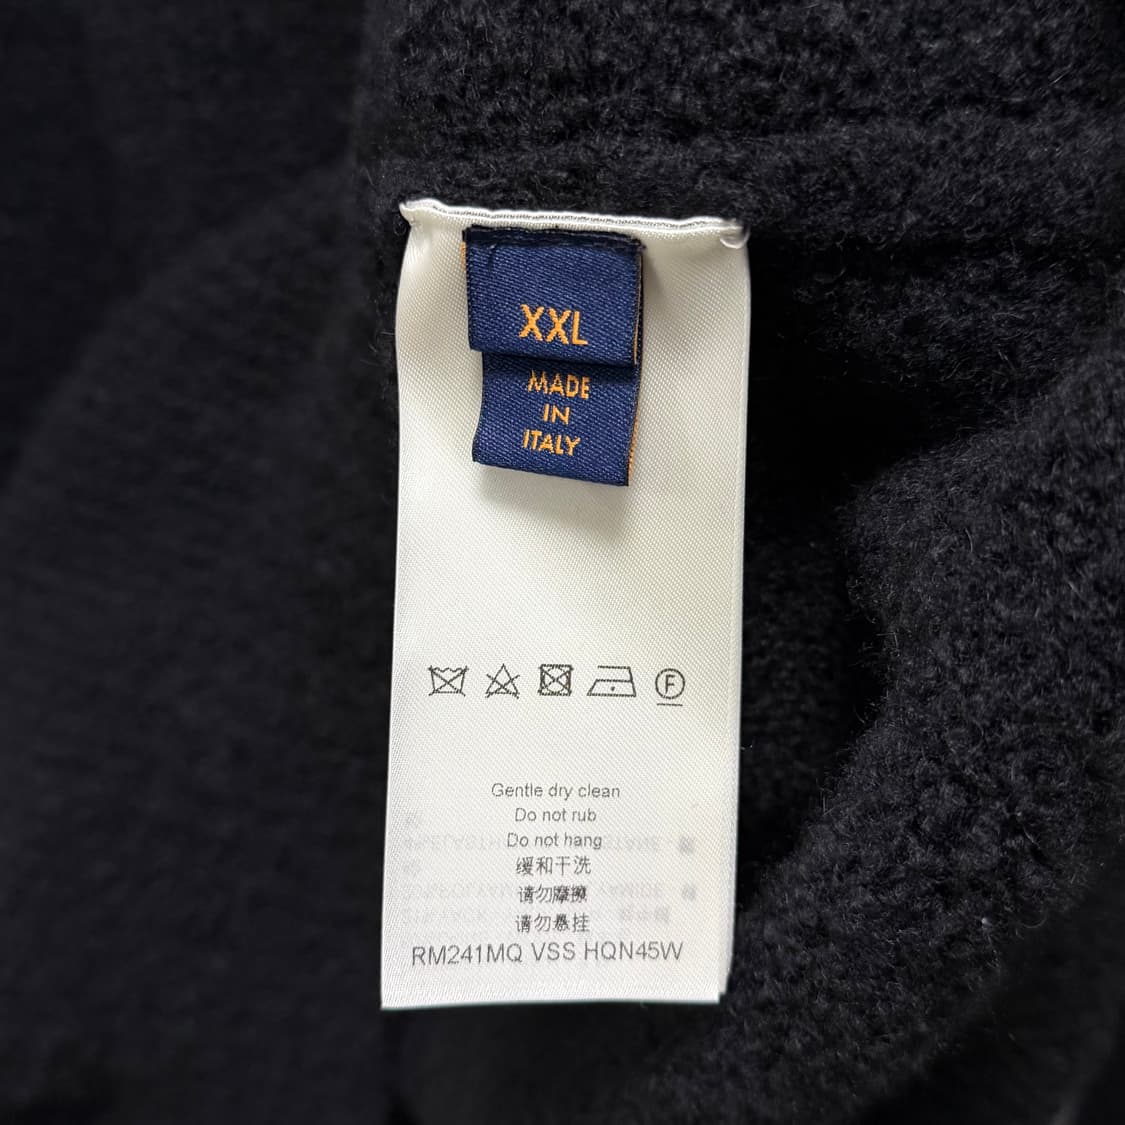 XXL
MADE
IN
ITALY
F
Gentle dry clean
Do not rub
Do not hang
缓和干洗
请勿摩擦
请勿悬挂
RM241MQ VSS HQN45W